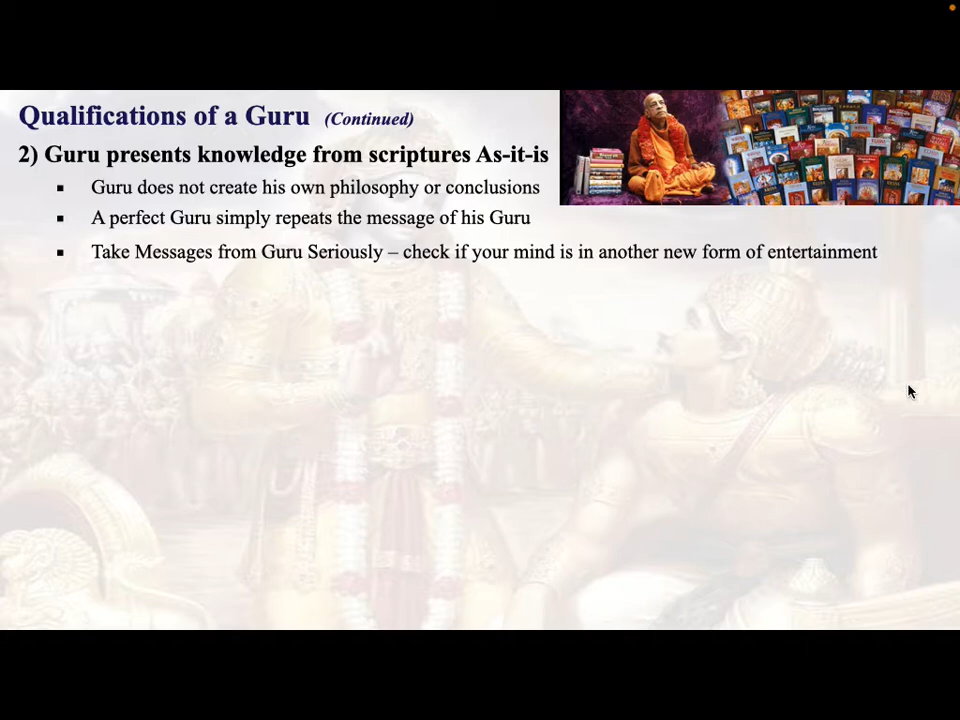 Qualifications of a Guru (Continued)
2) Guru presents knowledge from scriptures As-it-is
▪ Guru does not create his own philosophy or conclusions
▪ A perfect Guru simply repeats the message of his Guru
▪ Take Messages from Guru Seriously – check if your mind is in another new form of entertainment